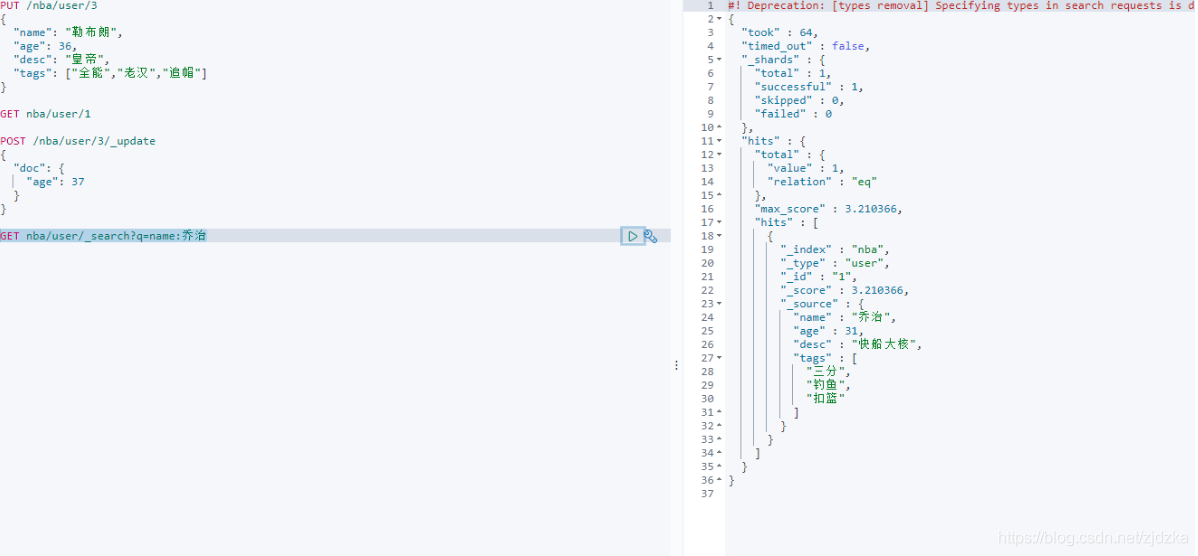 PUT /nba/user/3
{
  "name": "勒布朗",
  "age": 36,
  "desc": "皇帝",
  "tags": ["全能","老汉","追帽"]
}
GET nba/user/1
POST /nba/user/3/_update
{
  "doc": {
    "age": 37
  }
}
GET nba/user/_search?q=name:乔治
1 #! Deprecation: [types removal] Specifying types in search requests is d
2 {
3   "took" : 64,
4   "timed_out" : false,
5   "_shards" : {
6     "total" : 1,
7     "successful" : 1,
8     "skipped" : 0,
9     "failed" : 0
10   },
11   "hits" : {
12     "total" : {
13       "value" : 1,
14       "relation" : "eq"
15     },
16     "max_score" : 3.210366,
17     "hits" : [
18       {
19         "_index" : "nba",
20         "_type" : "user",
21         "_id" : "1",
22         "_score" : 3.210366,
23         "_source" : {
24           "name" : "乔治",
25           "age" : 31,
26           "desc" : "快船大核",
27           "tags" : [
28             "三分",
29             "钓鱼",
30             "扣篮"
31           ]
32         }
33       }
34     ]
35   }
36 }
37
https://blog.csdn.net/zjdzka